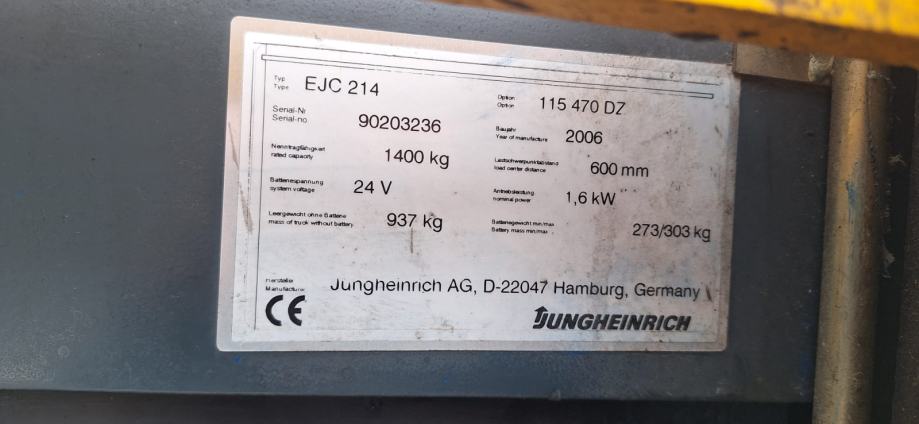 Typ
Type EJC 214
Option
Option 115 470 DZ
Serial-Nr
Serial-no 90203236
Baujahr
Year of manufacture 2006
Nenntragfähigkeit
rated capacity 1400 kg
Lastschwerpunktabstand
load center distance 600 mm
Batteriespannung
system voltage 24 V
Antriebsleistung
nominal power 1,6 kW
Leergewicht ohne Batterie
mass of truck without battery 937 kg
Batteriegewicht min/max
Battery mass min/max 273/303 kg
Hersteller
Manufacturer Jungheinrich AG, D-22047 Hamburg, Germany
CE
JUNGHEINRICH